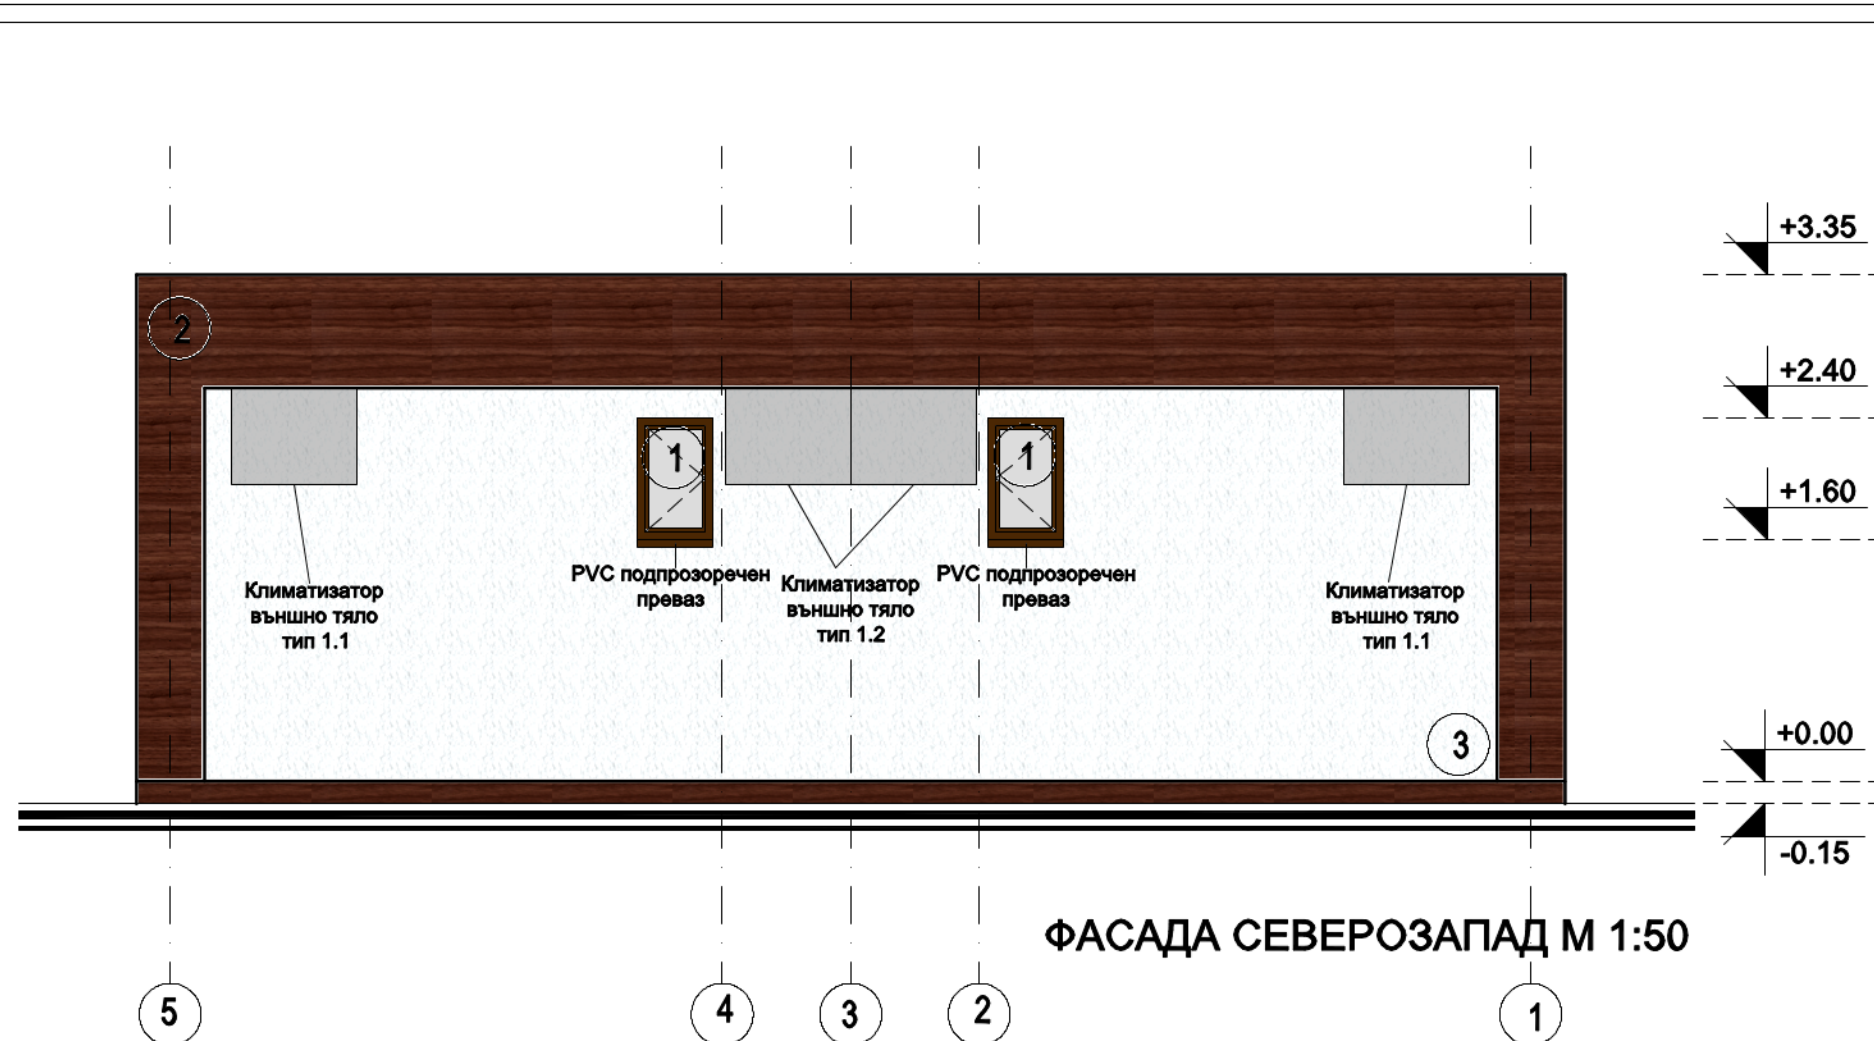 +3.35
2
+2.40
1
1
+1.60
PVC подпрозоречен
преваз
Климатизатор
външно тяло
тип 1.2
PVC подпрозоречен
преваз
Климатизатор
външно тяло
тип 1.1
Климатизатор
външно тяло
тип 1.1
3
+0.00
-0.15
ФАСАДА СЕВЕРОЗАПАД М 1:50
5
4
3
2
1